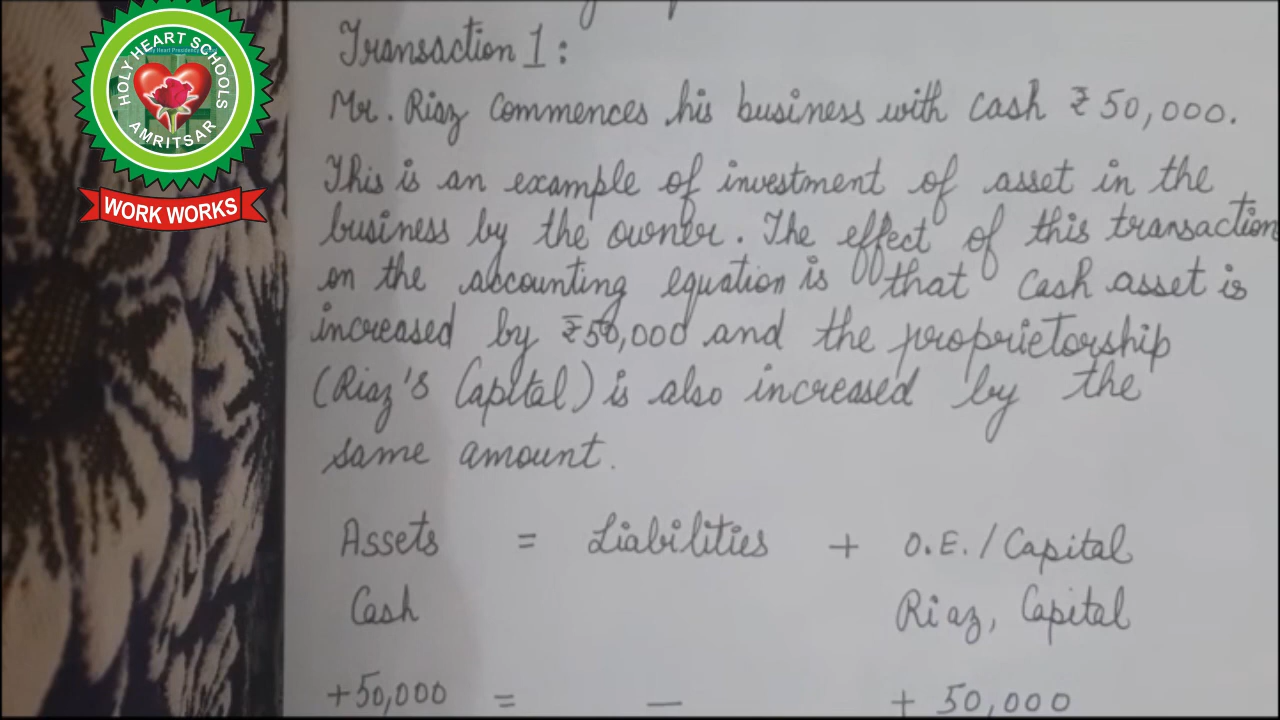 HOLY HEART SCHOOLS
AMRITSAR
WORK WORKS
Transaction 1:
Mr. Riaz Commences his business with cash ₹50,000.
This is an example of investment of asset in the
business by the owner. The effect of this transaction
on the accounting equation is that cash asset is
increased by ₹50,000 and the proprietorship
(Riaz's Capital) is also increased by the
same amount.
Assets = Liabilities + O.E./Capital
Cash Riaz, Capital
+50,000 = — + 50,000